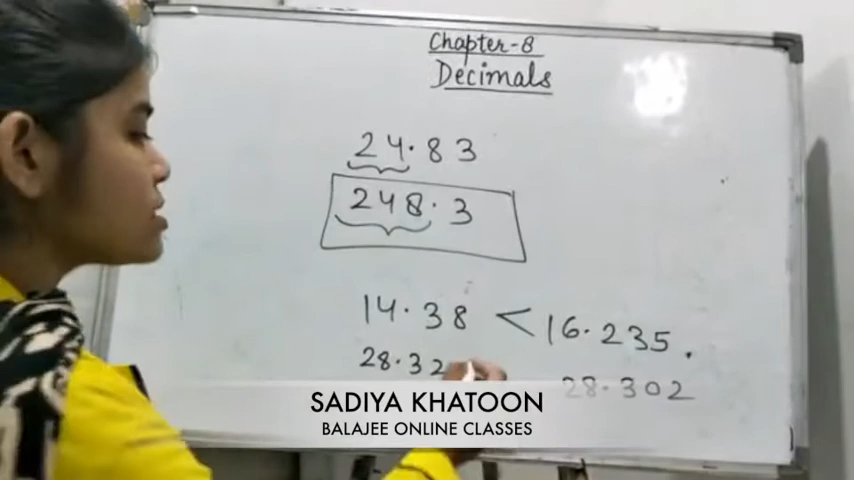 Chapter-8
Decimals
24.83
248.3
14.38 < 16.235.
28.32 28.302
SADIYA KHATOON
BALAJEE ONLINE CLASSES